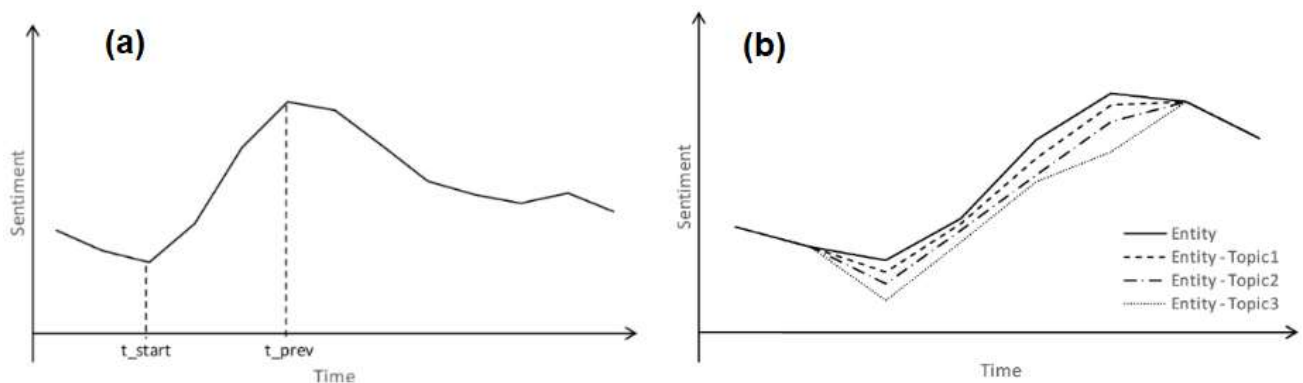 (a)
Sentiment
t_start
t_prev
Time
(b)
Sentiment
Entity
Entity - Topic1
Entity - Topic2
Entity - Topic3
Time